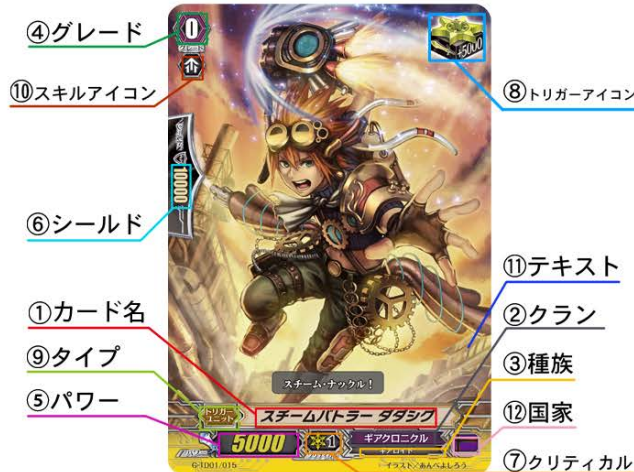 ④グレード
0
グレード
+5000
⑩スキルアイコン
⑧トリガーアイコン
10000
⑥シールド
⑪テキスト
①カード名
②クラン
スチーム・ナックル！
⑨タイプ
③種族
トリガー
ユニット
スチームバトラー ダダシグ
⑤パワー
5000
1
ギアクロニクル
ギアロイド
⑫国家
G-TD01/015
イラスト／あんべよしろう
⑦クリティカル